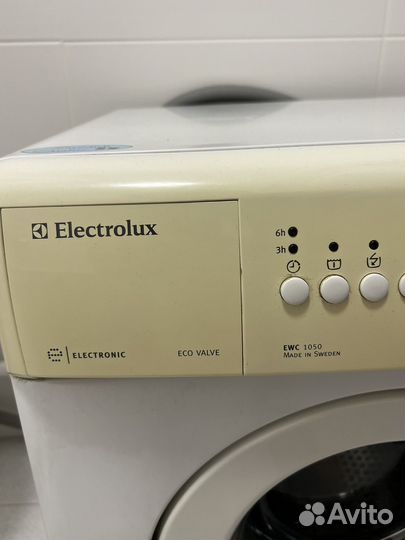 Electrolux
6h
3h
ELECTRONIC
ECO VALVE
EWC 1050
MADE IN SWEDEN
Avito